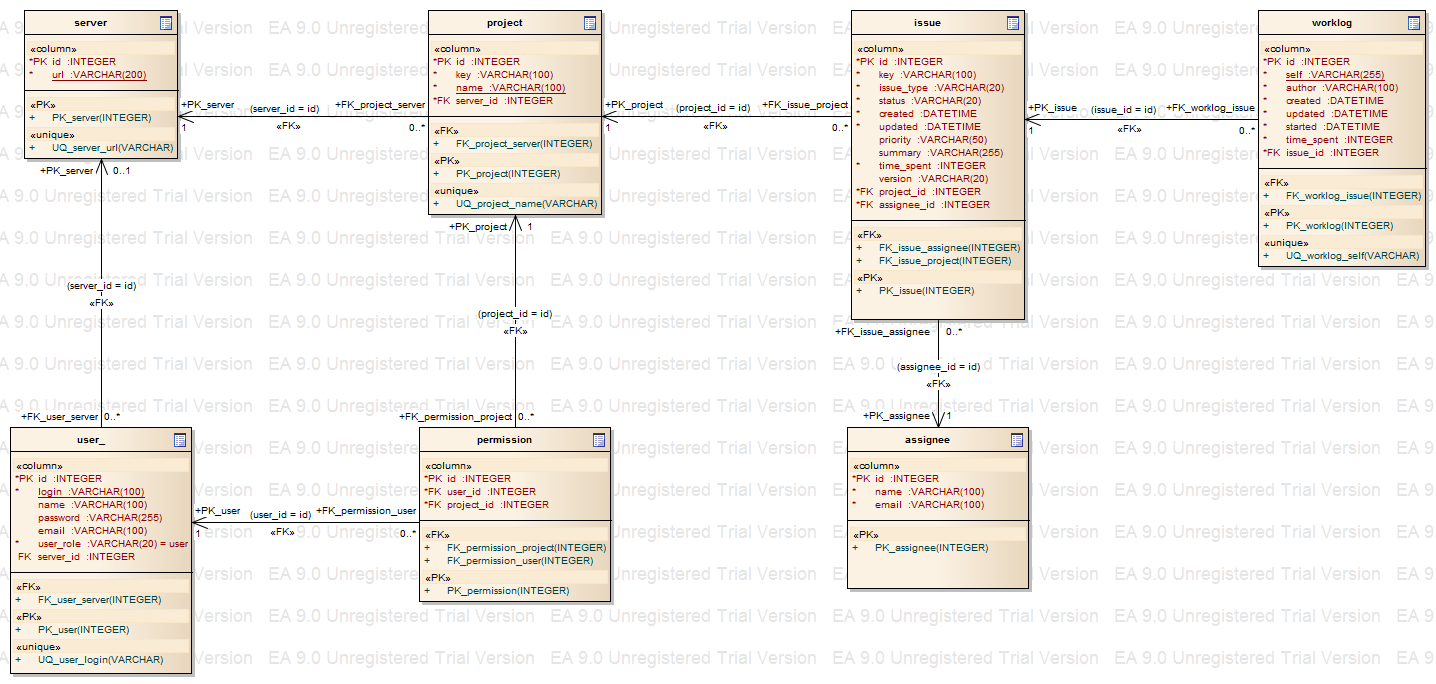 server
«column»
*PK id :INTEGER
* url :VARCHAR(200)
«PK»
+ PK_server(INTEGER)
«unique»
+ UQ_server_url(VARCHAR)
+PK_server
(server_id = id)
+FK_project_server
1
«FK»
0..*
project
«column»
*PK id :INTEGER
* key :VARCHAR(100)
* name :VARCHAR(100)
*FK server_id :INTEGER
«FK»
+ FK_project_server(INTEGER)
«PK»
+ PK_project(INTEGER)
«unique»
+ UQ_project_name(VARCHAR)
+PK_project
(project_id = id)
+FK_issue_project
1
«FK»
0..*
issue
«column»
*PK id :INTEGER
* key :VARCHAR(100)
* issue_type :VARCHAR(20)
* status :VARCHAR(20)
* created :DATETIME
* updated :DATETIME
priority :VARCHAR(50)
summary :VARCHAR(255)
* time_spent :INTEGER
version :VARCHAR(20)
*FK project_id :INTEGER
*FK assignee_id :INTEGER
«FK»
+ FK_issue_assignee(INTEGER)
+ FK_issue_project(INTEGER)
«PK»
+ PK_issue(INTEGER)
+PK_issue
(issue_id = id)
+FK_worklog_issue
1
«FK»
0..*
worklog
«column»
*PK id :INTEGER
* self :VARCHAR(255)
* author :VARCHAR(100)
* created :DATETIME
* updated :DATETIME
* started :DATETIME
* time_spent :INTEGER
*FK issue_id :INTEGER
«FK»
+ FK_worklog_issue(INTEGER)
«PK»
+ PK_worklog(INTEGER)
«unique»
+ UQ_worklog_self(VARCHAR)
+PK_server
0..1
(server_id = id)
«FK»
+FK_user_server
0..*
+PK_project
1
(project_id = id)
«FK»
+FK_permission_project
0..*
+FK_issue_assignee
0..*
(assignee_id = id)
«FK»
+PK_assignee
1
user_
«column»
*PK id :INTEGER
* login :VARCHAR(100)
name :VARCHAR(100)
password :VARCHAR(255)
email :VARCHAR(100)
* user_role :VARCHAR(20) = user
FK server_id :INTEGER
«FK»
+ FK_user_server(INTEGER)
«PK»
+ PK_user(INTEGER)
«unique»
+ UQ_user_login(VARCHAR)
+PK_user
(user_id = id)
+FK_permission_user
1
«FK»
0..*
permission
«column»
*PK id :INTEGER
*FK user_id :INTEGER
*FK project_id :INTEGER
«FK»
+ FK_permission_project(INTEGER)
+ FK_permission_user(INTEGER)
«PK»
+ PK_permission(INTEGER)
assignee
«column»
*PK id :INTEGER
* name :VARCHAR(100)
* email :VARCHAR(100)
«PK»
+ PK_assignee(INTEGER)
EA 9.0 Unregistered Trial Version